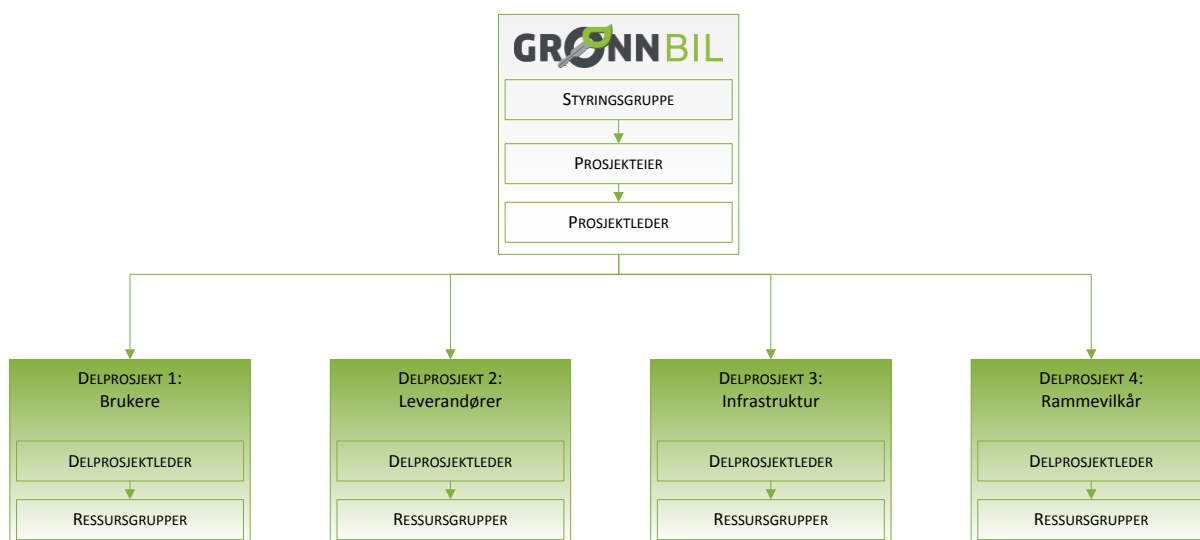 GRØNNBIL
STYRINGSGRUPPE
PROSJEKTEIER
PROSJEKTLEDER
DELPROSJEKT 1:
Brukere
DELPROSJEKTLEDER
RESSURSGRUPPER
DELPROSJEKT 2:
Leverandører
DELPROSJEKTLEDER
RESSURSGRUPPER
DELPROSJEKT 3:
Infrastruktur
DELPROSJEKTLEDER
RESSURSGRUPPER
DELPROSJEKT 4:
Rammevilkår
DELPROSJEKTLEDER
RESSURSGRUPPER